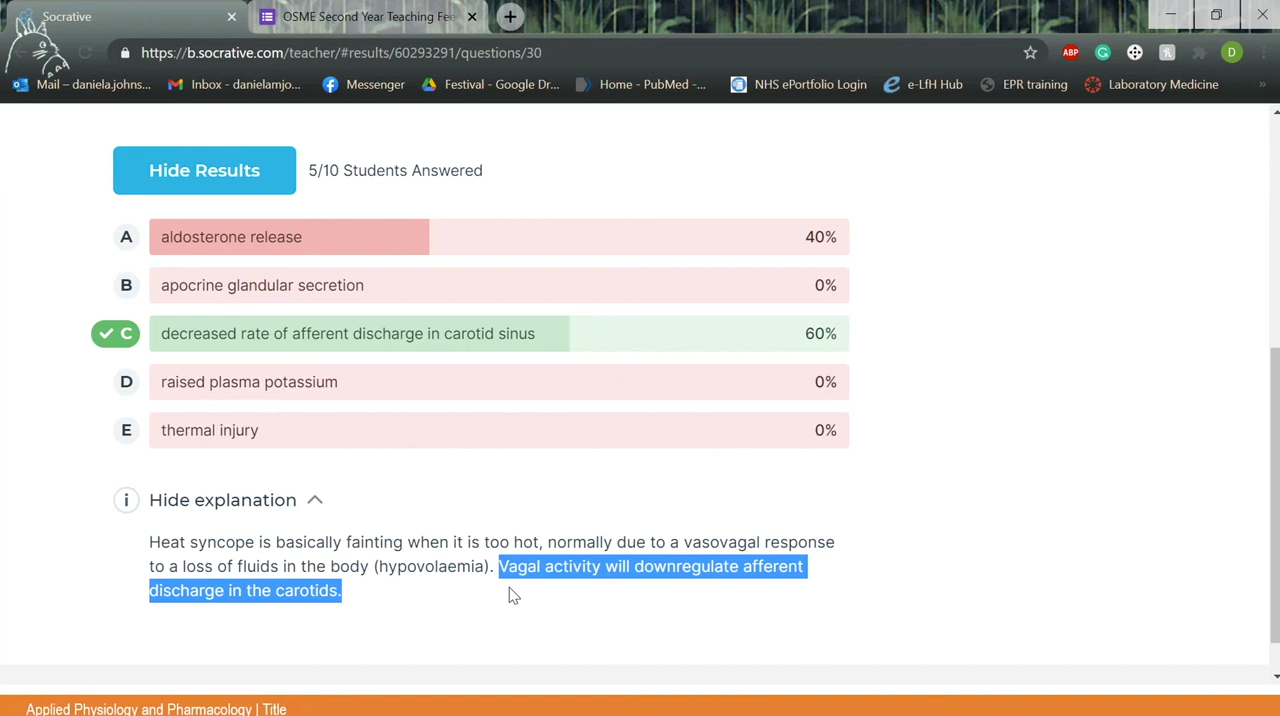 Socrative
OSME Second Year Teaching Fee
https://b.socrative.com/teacher/#results/60293291/questions/30
ABP
D
Mail – daniela.johns...
Inbox - danielamjo...
Messenger
Festival - Google Dr...
Home - PubMed -...
NHS ePortfolio Login
e-LfH Hub
EPR training
Laboratory Medicine
»
Hide Results
5/10 Students Answered
A aldosterone release 40%
B apocrine glandular secretion 0%
C decreased rate of afferent discharge in carotid sinus 60%
D raised plasma potassium 0%
E thermal injury 0%
i Hide explanation
Heat syncope is basically fainting when it is too hot, normally due to a vasovagal response
to a loss of fluids in the body (hypovolaemia). Vagal activity will downregulate afferent
discharge in the carotids.
Applied Physiology and Pharmacology | Title